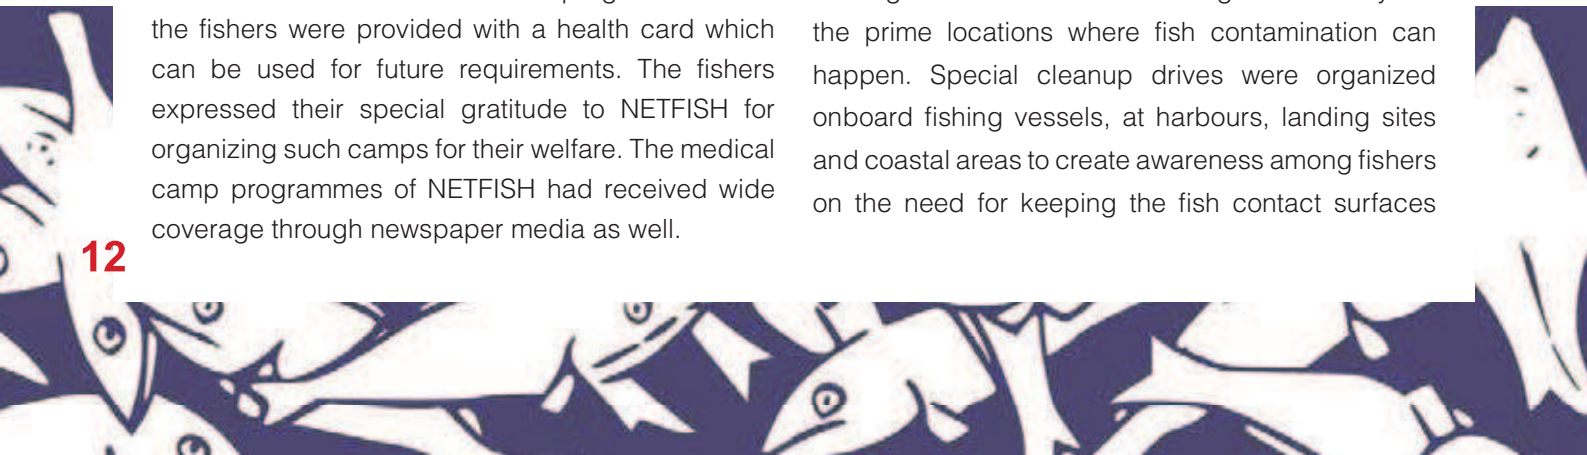 the fishers were provided with a health card which
can be used for future requirements. The fishers
expressed their special gratitude to NETFISH for
organizing such camps for their welfare. The medical
camp programmes of NETFISH had received wide
coverage through newspaper media as well.
the prime locations where fish contamination can
happen. Special cleanup drives were organized
onboard fishing vessels, at harbours, landing sites
and coastal areas to create awareness among fishers
on the need for keeping the fish contact surfaces
12